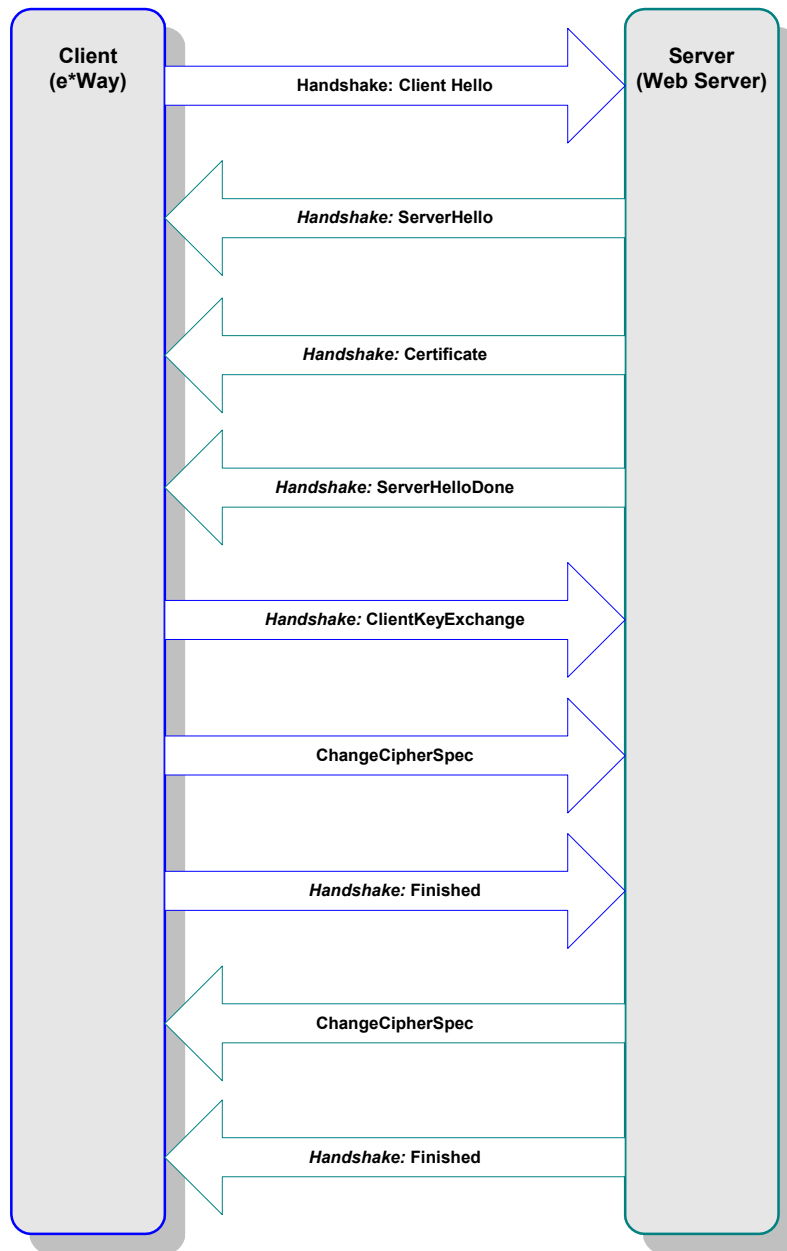 Client
(e*Way)
Server
(Web Server)
Handshake: Client Hello
Handshake: ServerHello
Handshake: Certificate
Handshake: ServerHelloDone
Handshake: ClientKeyExchange
ChangeCipherSpec
Handshake: Finished
ChangeCipherSpec
Handshake: Finished